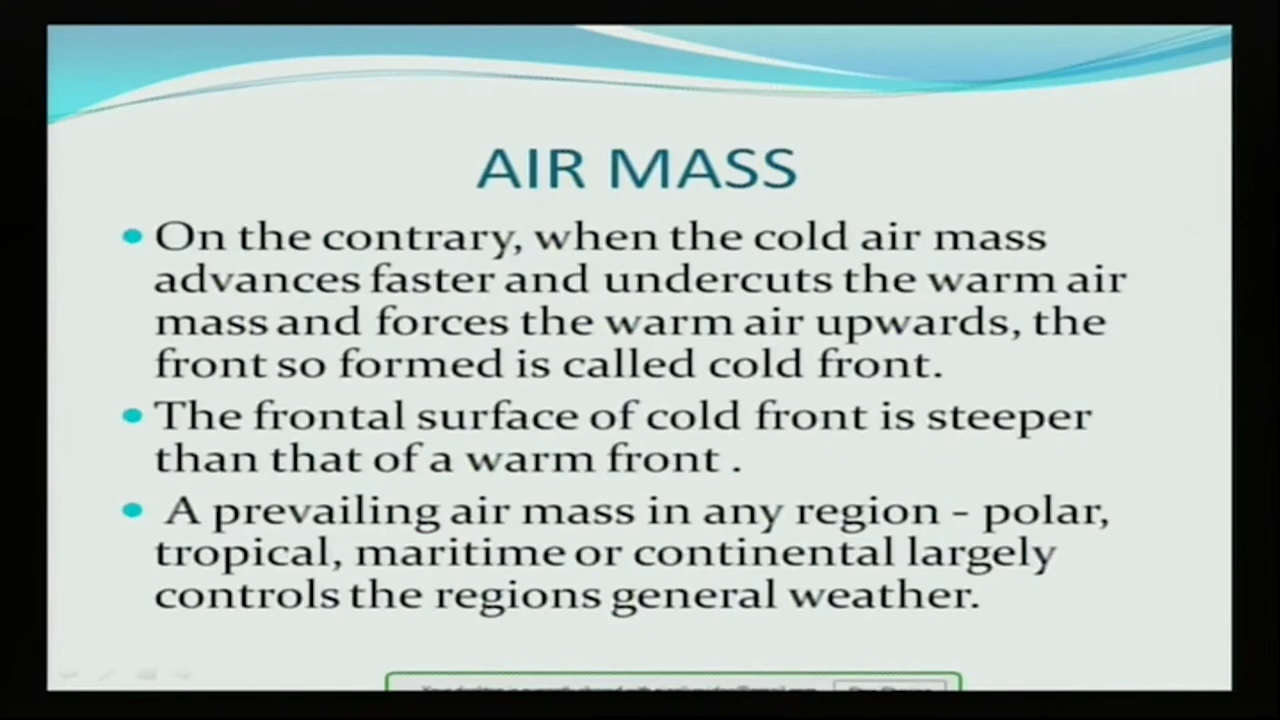 AIR MASS
On the contrary, when the cold air mass
advances faster and undercuts the warm air
mass and forces the warm air upwards, the
front so formed is called cold front.
The frontal surface of cold front is steeper
than that of a warm front .
A prevailing air mass in any region - polar,
tropical, maritime or continental largely
controls the regions general weather.